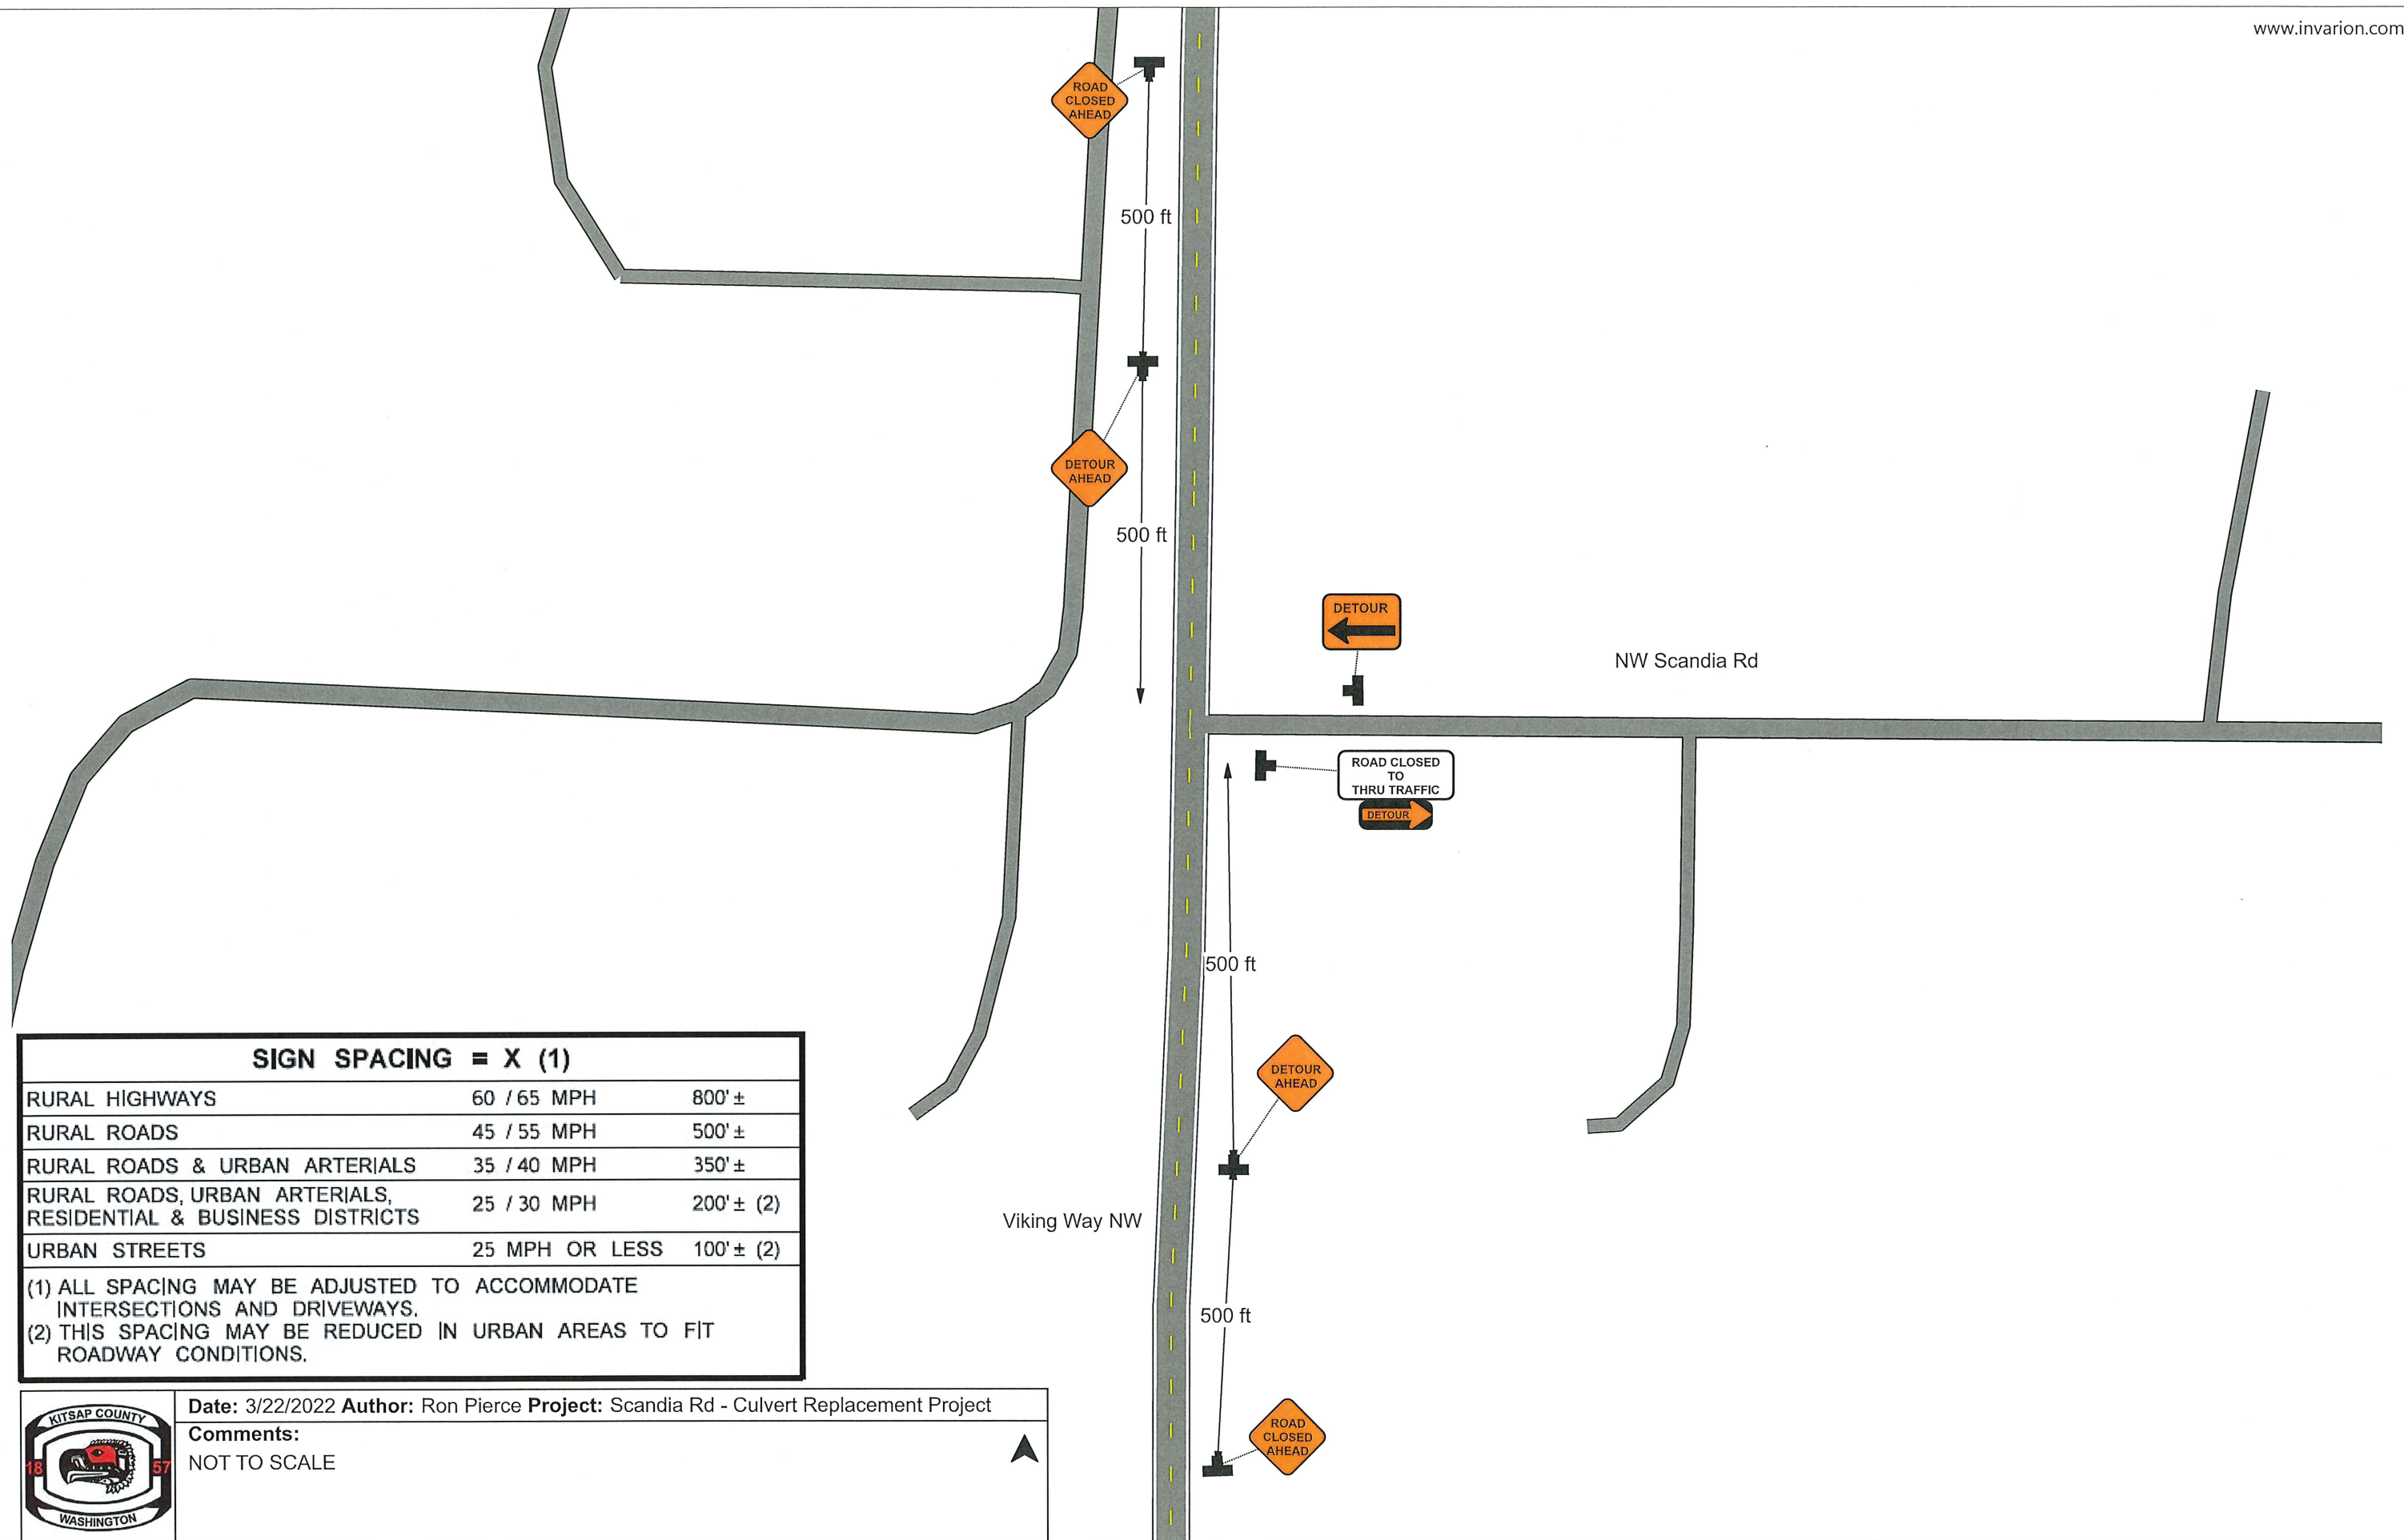 www.invarion.com
ROAD
CLOSED
AHEAD
500 ft
DETOUR
AHEAD
500 ft
DETOUR
NW Scandia Rd
ROAD CLOSED
TO
THRU TRAFFIC
DETOUR
500 ft
DETOUR
AHEAD
Viking Way NW
500 ft
ROAD
CLOSED
AHEAD
SIGN SPACING = X (1)
RURAL HIGHWAYS 60 / 65 MPH 800' ±
RURAL ROADS 45 / 55 MPH 500' ±
RURAL ROADS & URBAN ARTERIALS 35 / 40 MPH 350' ±
RURAL ROADS, URBAN ARTERIALS,
RESIDENTIAL & BUSINESS DISTRICTS 25 / 30 MPH 200' ± (2)
URBAN STREETS 25 MPH OR LESS 100' ± (2)
(1) ALL SPACING MAY BE ADJUSTED TO ACCOMMODATE
INTERSECTIONS AND DRIVEWAYS.
(2) THIS SPACING MAY BE REDUCED IN URBAN AREAS TO FIT
ROADWAY CONDITIONS.
KITSAP COUNTY
18 57
WASHINGTON
Date: 3/22/2022 Author: Ron Pierce Project: Scandia Rd - Culvert Replacement Project
Comments:
NOT TO SCALE